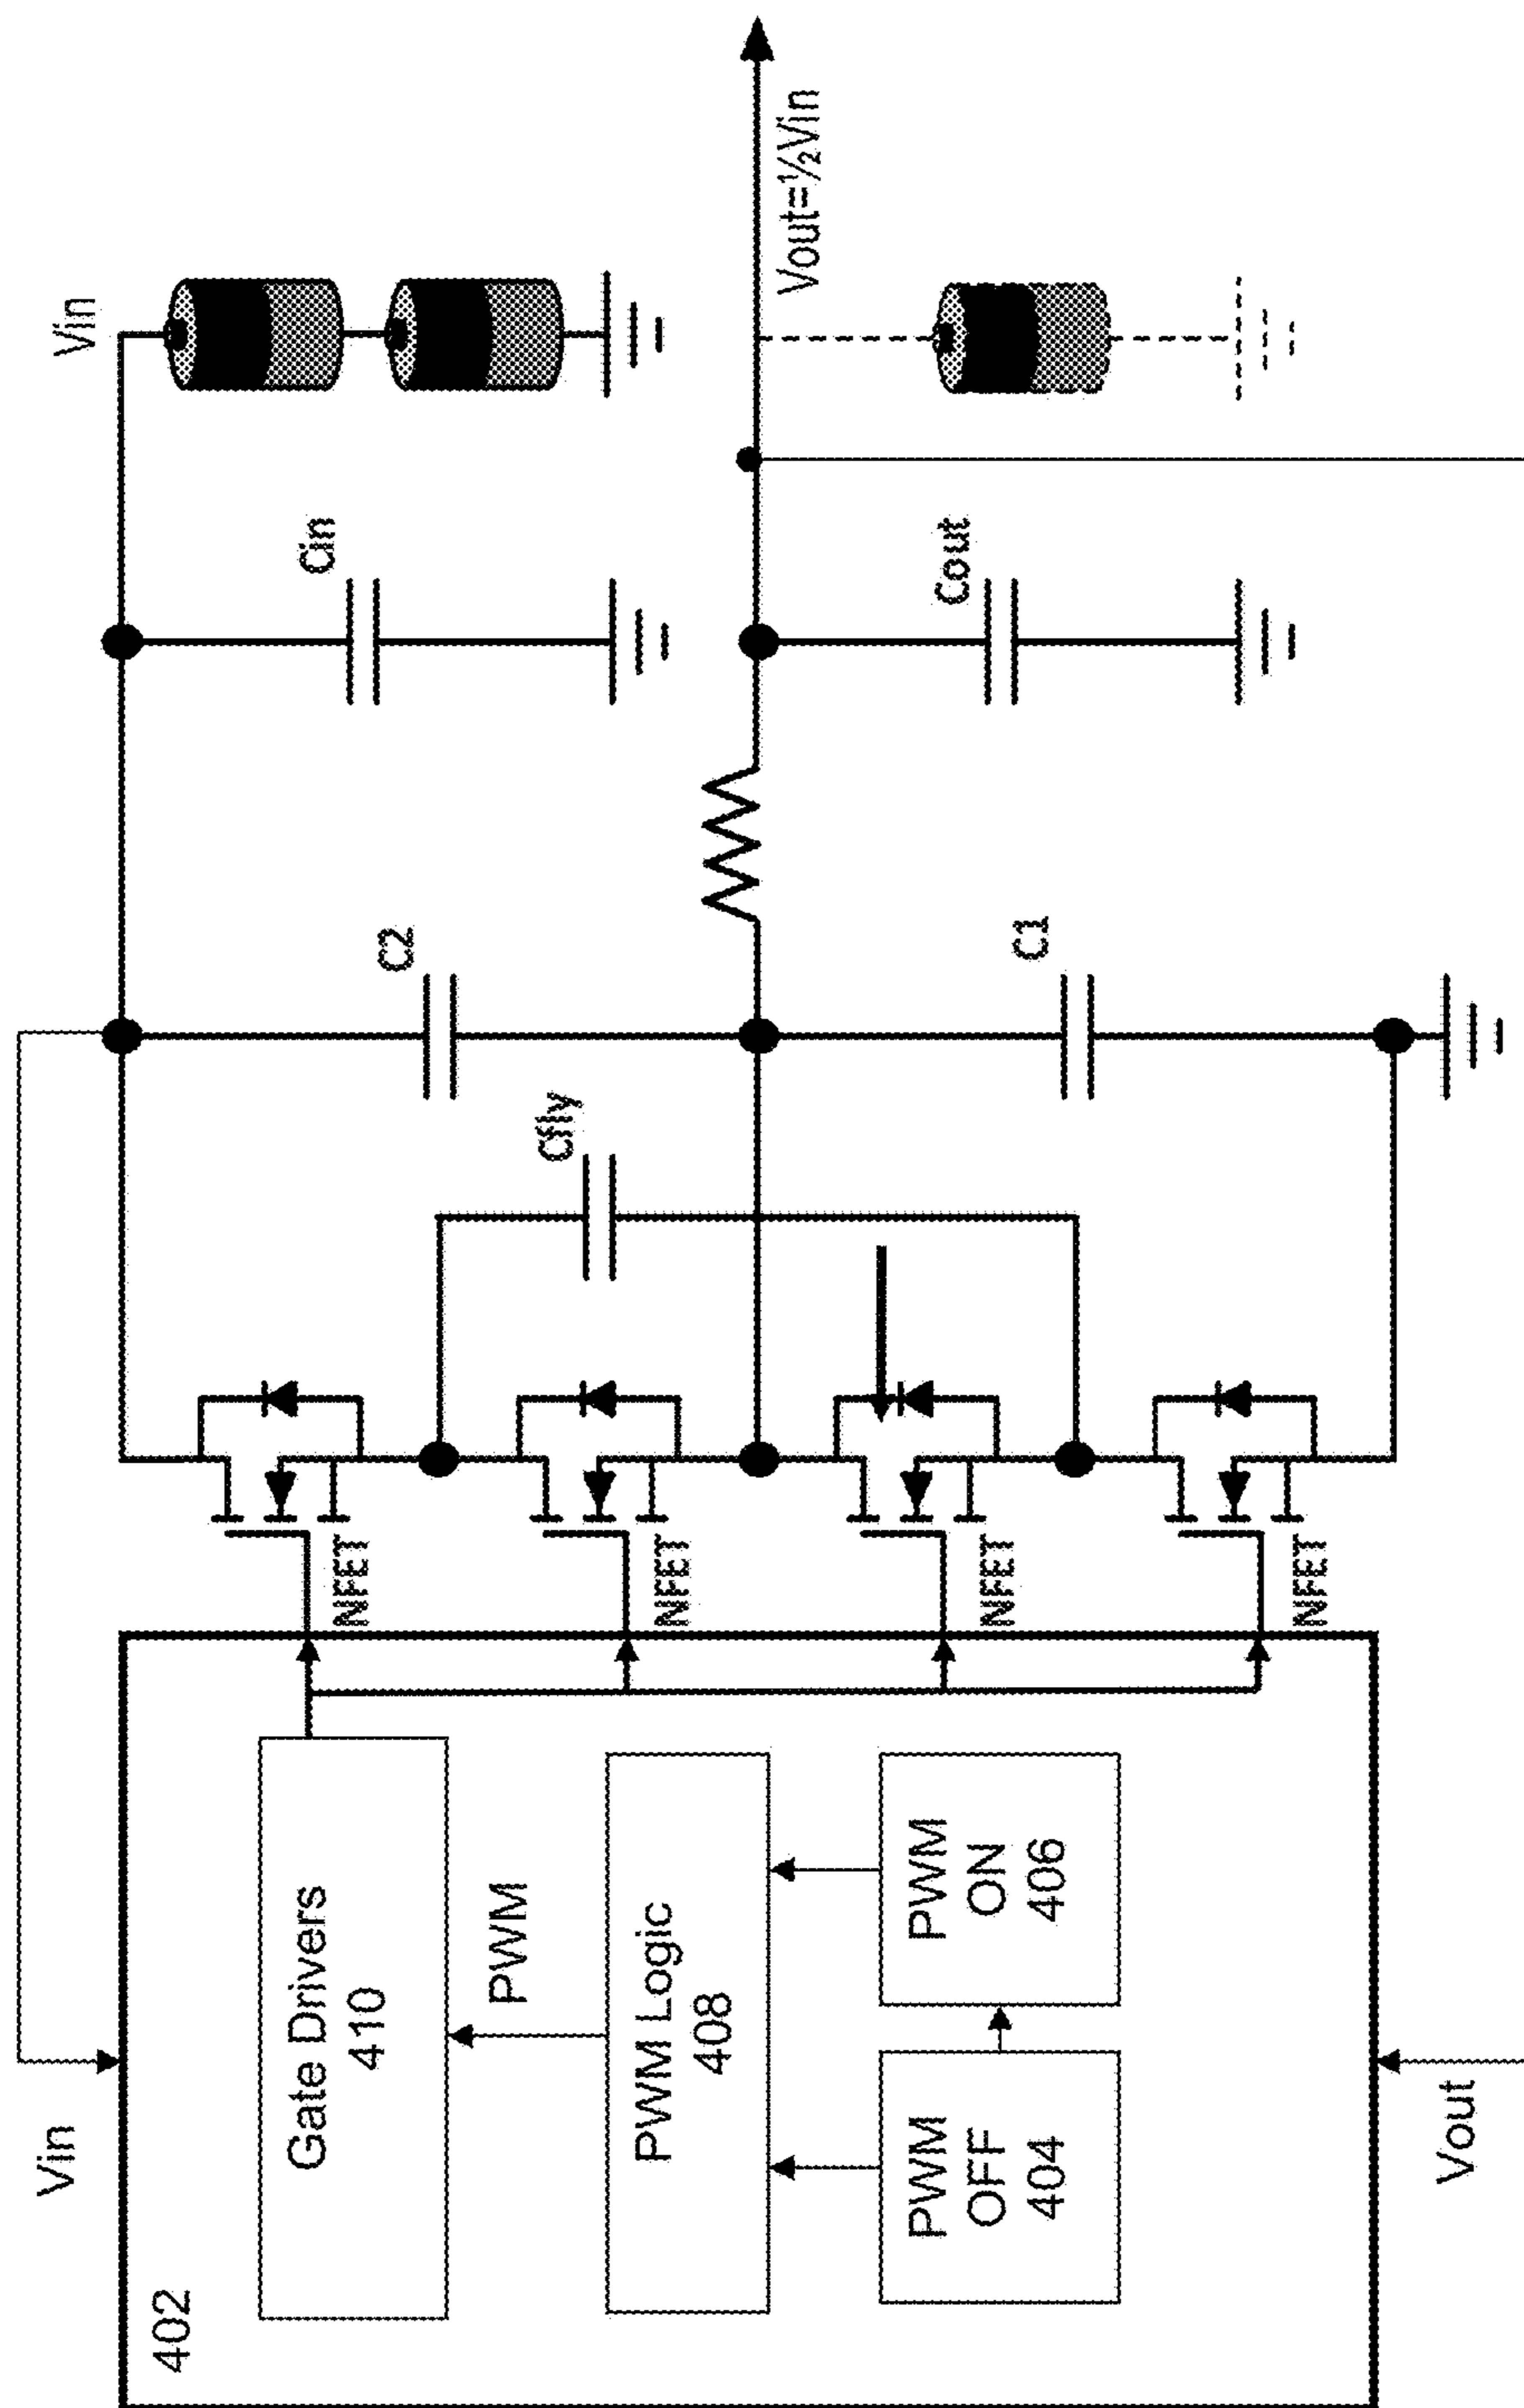 402
Vin
Gate Drivers
410
PWM
PWM Logic
408
PWM
OFF
404
PWM
ON
406
Vout
NFET
NFET
NFET
NFET
Cfly
C2
C1
Cin
Cout
Vin
Vout=½Vin